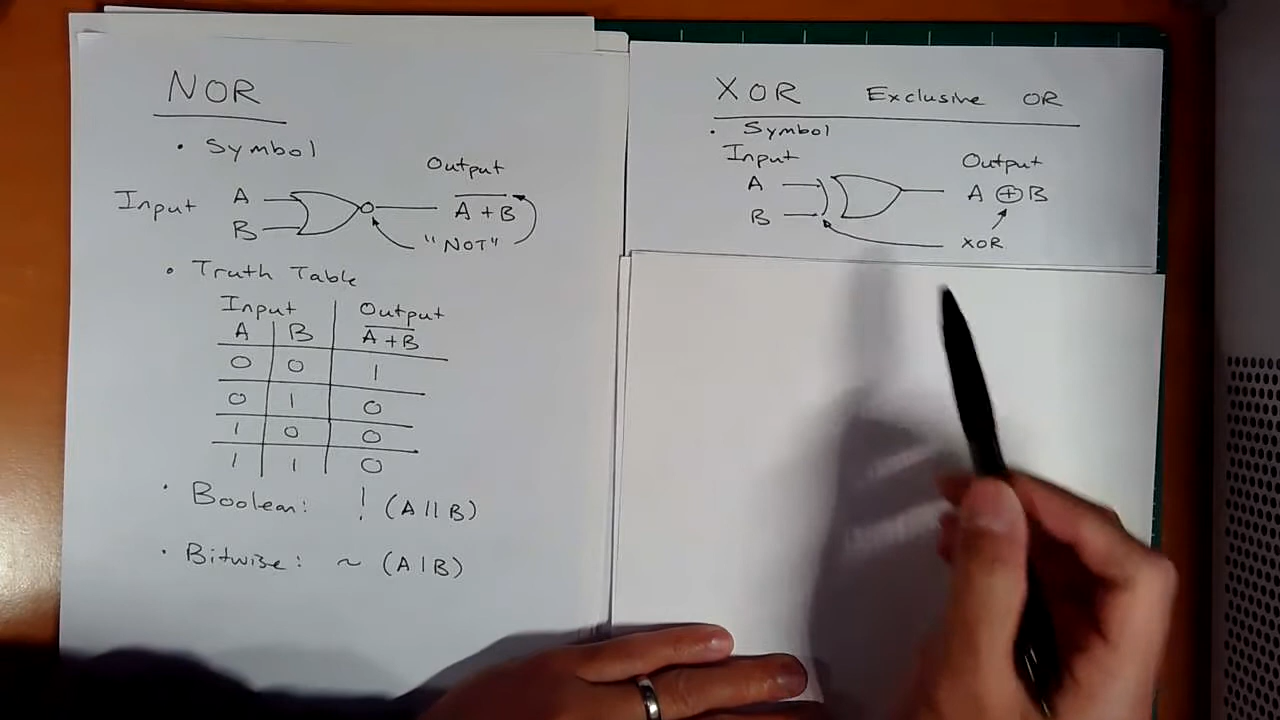 NOR
• Symbol
Output
Input A B A + B
"NOT"
• Truth Table
Input Output
A B A + B
0 0 1
0 1 0
1 0 0
1 1 0
• Boolean: ! (A || B)
• Bitwise: ~ (A | B)
XOR Exclusive OR
• Symbol
Input Output
A A ⊕ B
B
XOR